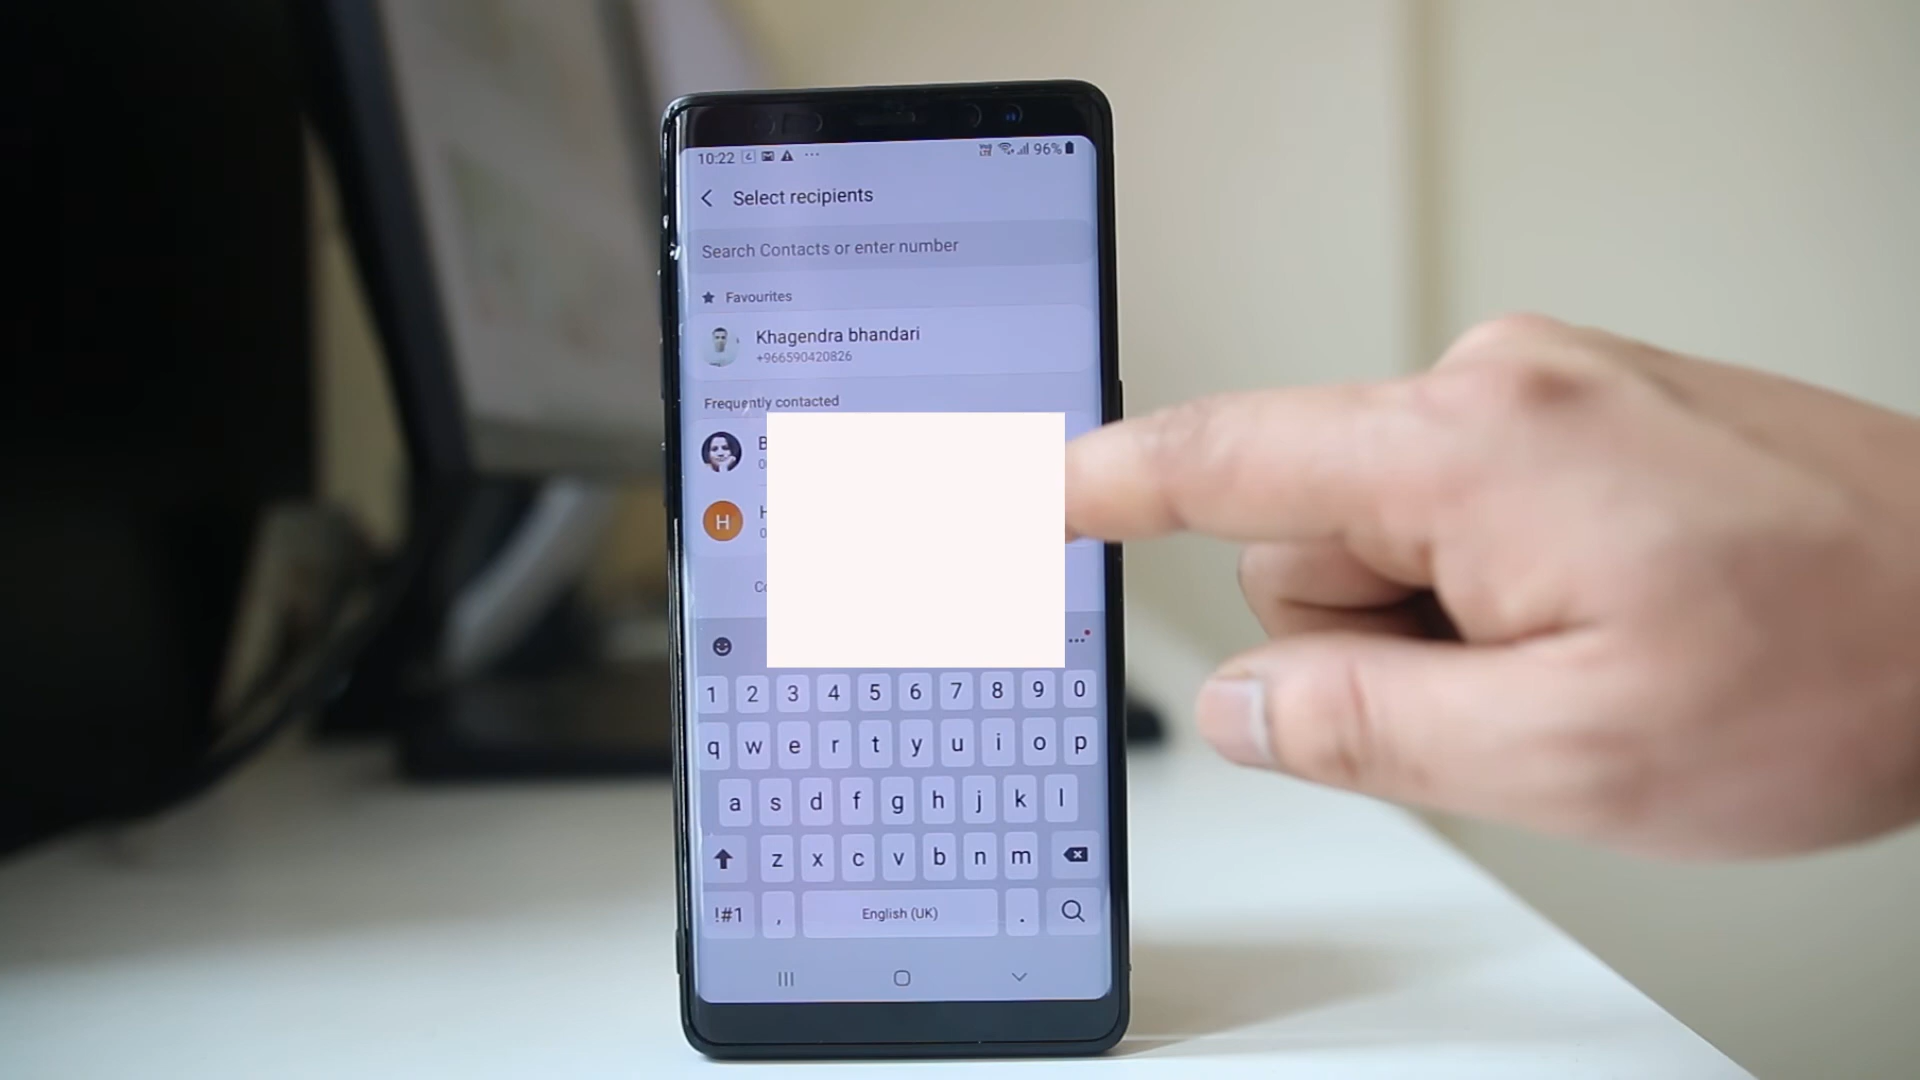 10:22 96%
Select recipients
Search Contacts or enter number
Favourites
Khagendra bhandari
+966590420826
Frequently contacted
H
1 2 3 4 5 6 7 8 9 0
q w e r t y u i o p
a s d f g h j k l
z x c v b n m
!#1 , English (UK) .